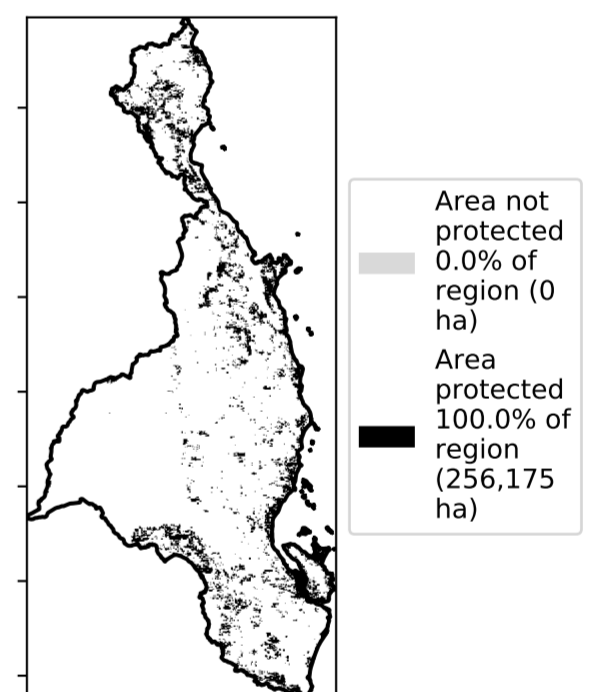 Area not
protected
0.0% of
region (0
ha)
Area
protected
100.0% of
region
(256,175
ha)